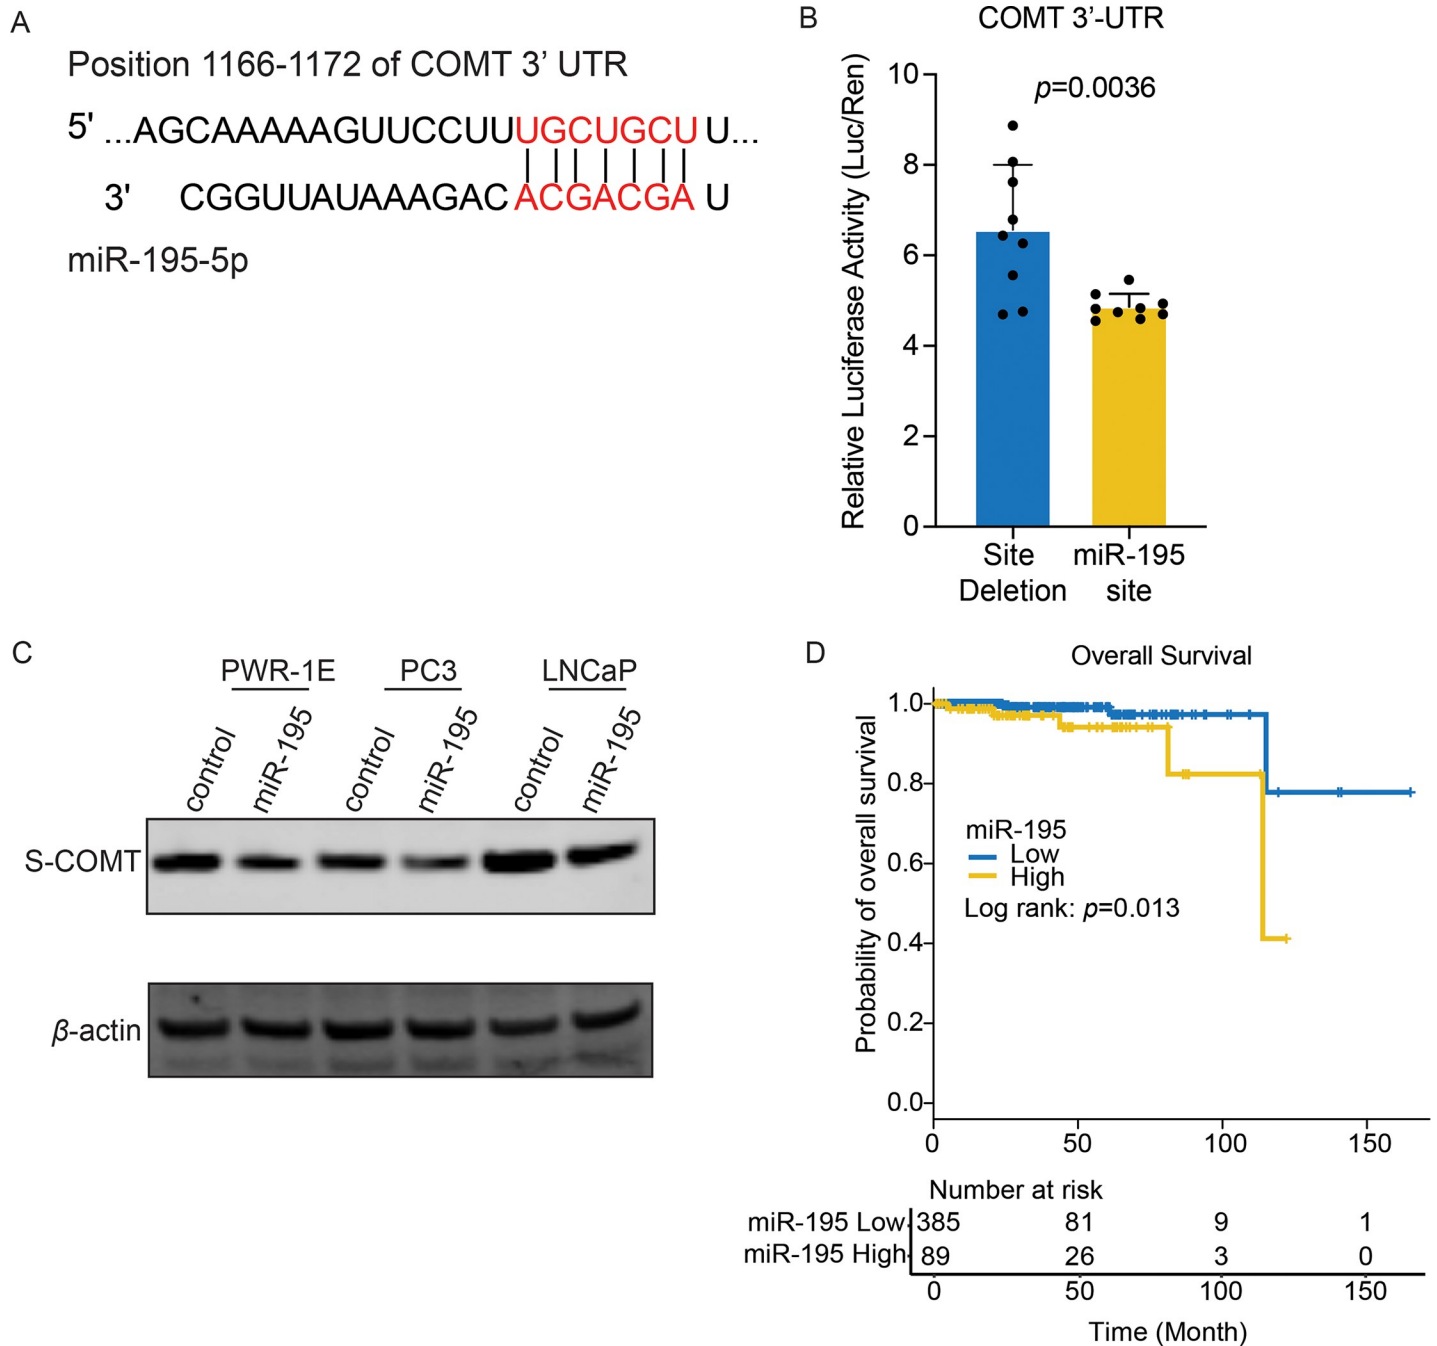 A
Position 1166-1172 of COMT 3’ UTR
5' ...AGCAAAAAGUUCCUUUGCUGCU U...
3' CGGUUAUAAAGACACGACGA U
miR-195-5p
B
COMT 3’-UTR
p=0.0036
Relative Luciferase Activity (Luc/Ren)
10
8
6
4
2
0
Site Deletion
miR-195 site
C
PWR-1E PC3 LNCaP
control miR-195 control miR-195 control miR-195
S-COMT
β-actin
D
Overall Survival
Probability of overall survival
1.0
0.8
0.6
0.4
0.2
0.0
miR-195
Low
High
Log rank: p=0.013
0 50 100 150
Number at risk
miR-195 Low 385 81 9 1
miR-195 High 89 26 3 0
0 50 100 150
Time (Month)